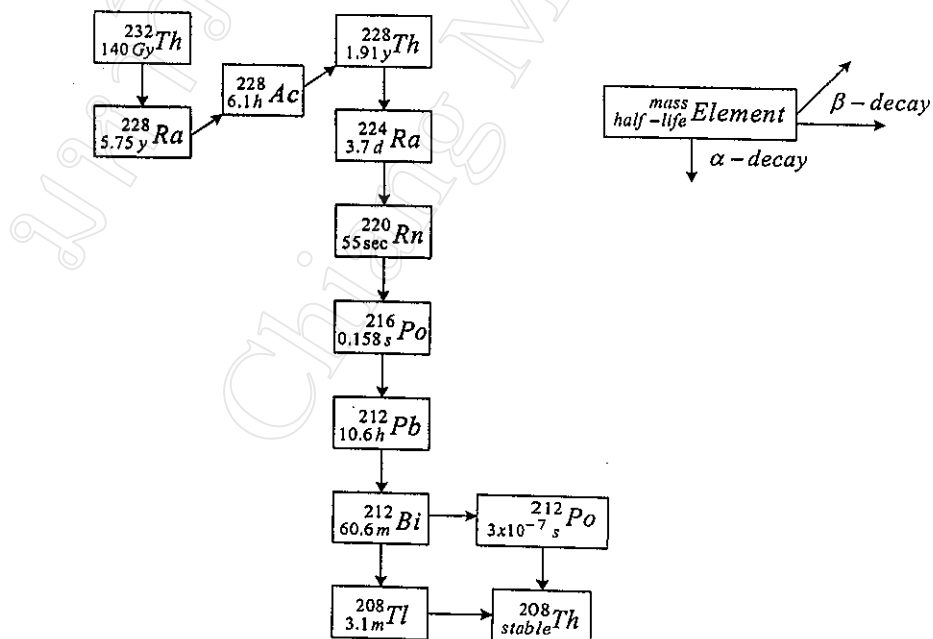 232 Th
140 Gy
228 Ra
5.75 y
228 Ac
6.1 h
228 Th
1.91 y
224 Ra
3.7 d
220 Rn
55 sec
216 Po
0.158 s
212 Pb
10.6 h
212 Bi
60.6 m
212 Po
3x10⁻⁷ s
208 Tl
3.1 m
208 Th
stable
mass Element
half-life
β - decay
α - decay
Chiang M